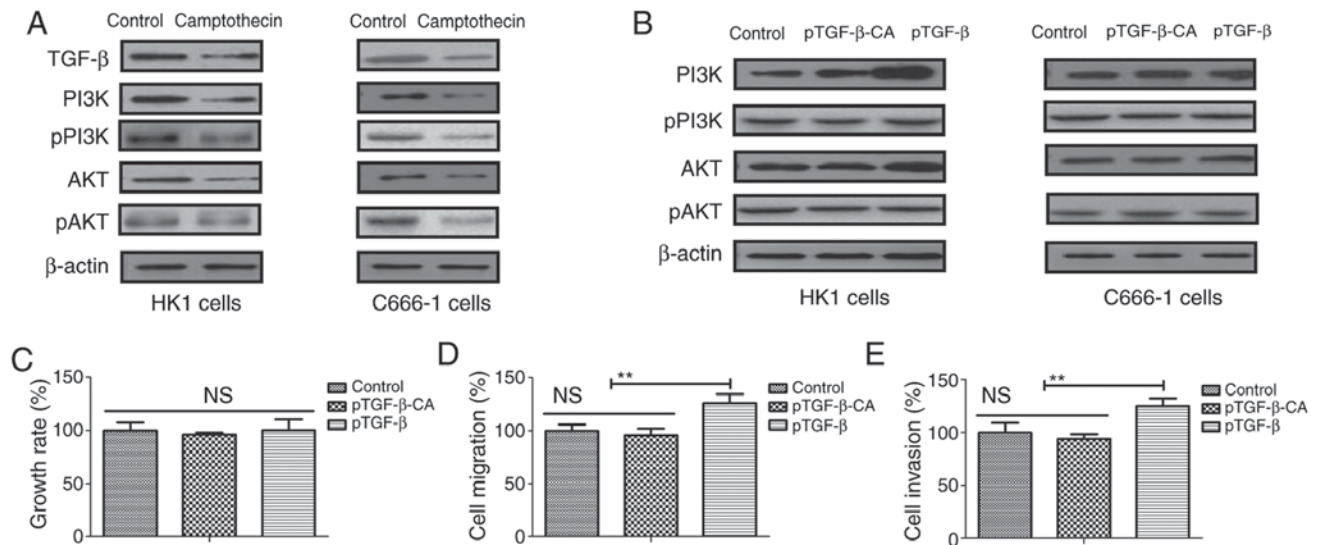 A
Control Camptothecin
Control Camptothecin
TGF-β
PI3K
pPI3K
AKT
pAKT
β-actin
HK1 cells
C666-1 cells
B
Control pTGF-β-CA pTGF-β
Control pTGF-β-CA pTGF-β
PI3K
pPI3K
AKT
pAKT
β-actin
HK1 cells
C666-1 cells
C
Growth rate (%)
150
100
50
0
NS
Control
pTGF-β-CA
pTGF-β
D
Cell migration (%)
150
100
50
0
NS
**
Control
pTGF-β-CA
pTGF-β
E
Cell invasion (%)
150
100
50
0
NS
**
Control
pTGF-β-CA
pTGF-β